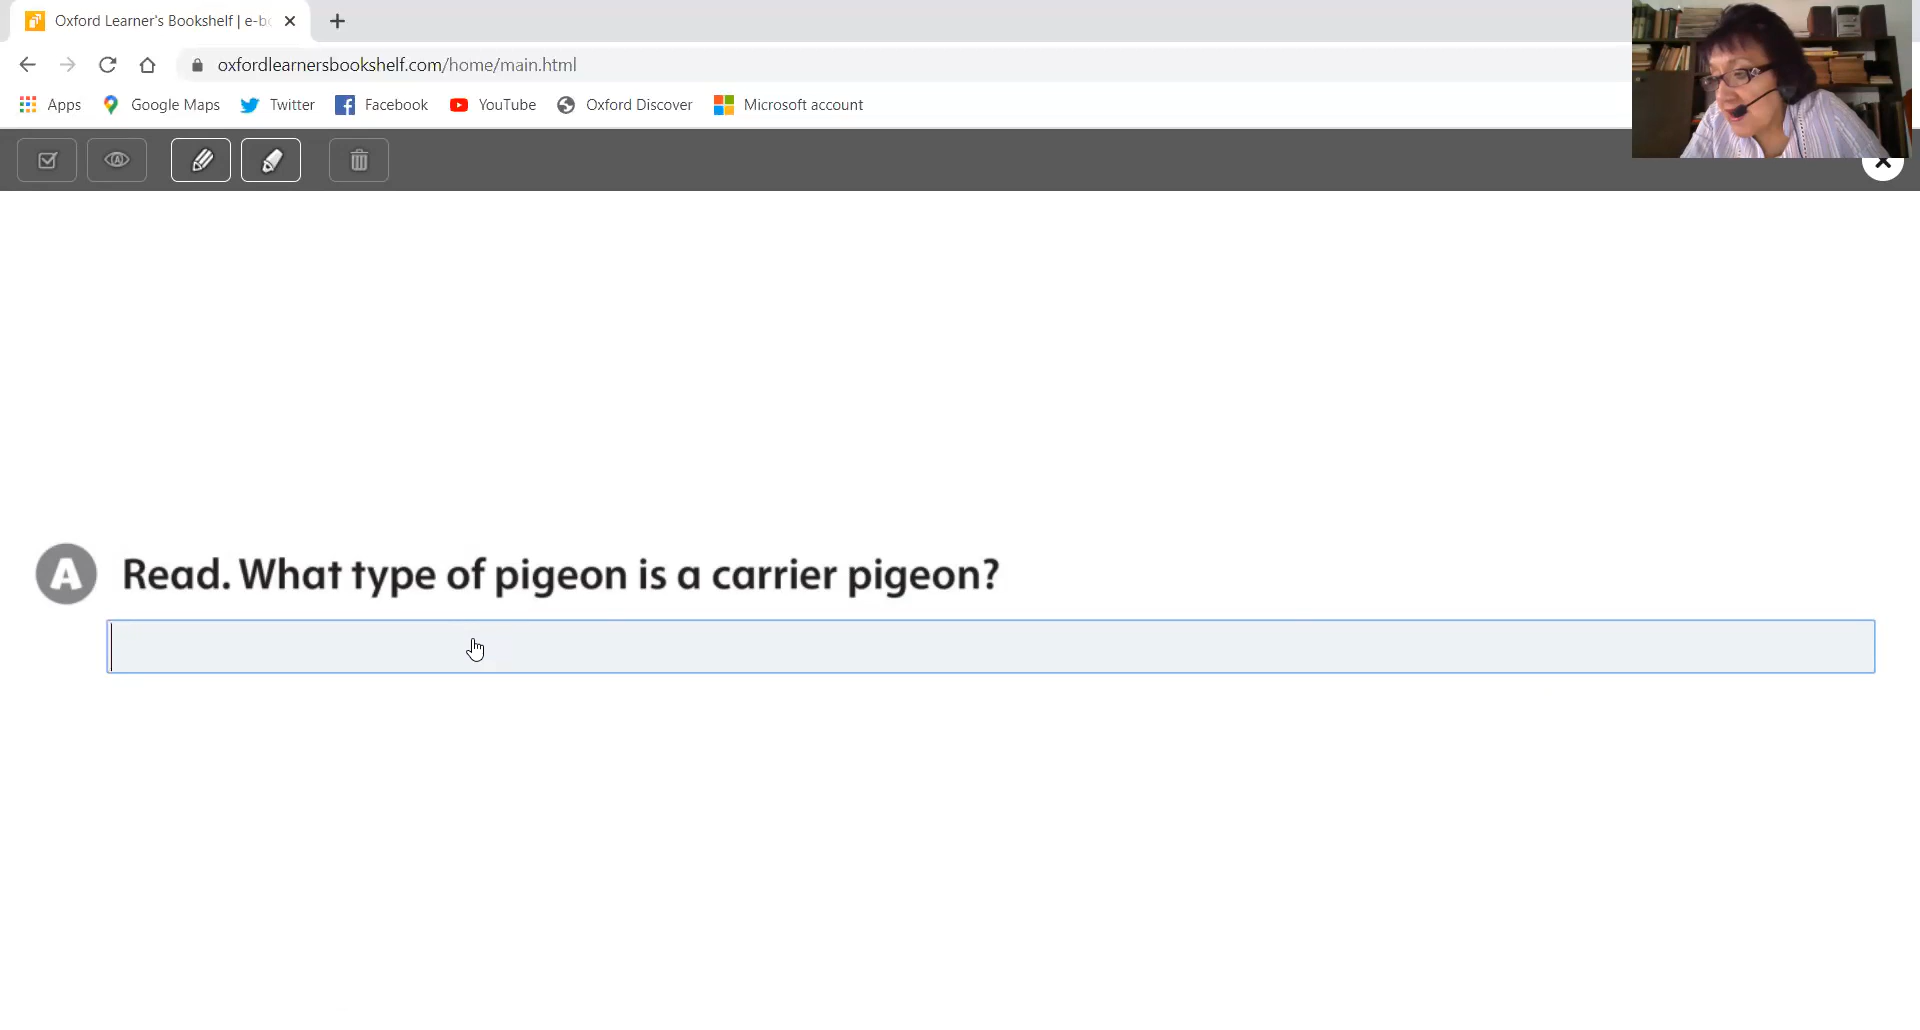 Oxford Learner's Bookshelf | e-b
oxfordlearnersbookshelf.com/home/main.html
Apps Google Maps Twitter Facebook YouTube Oxford Discover Microsoft account
A Read. What type of pigeon is a carrier pigeon?